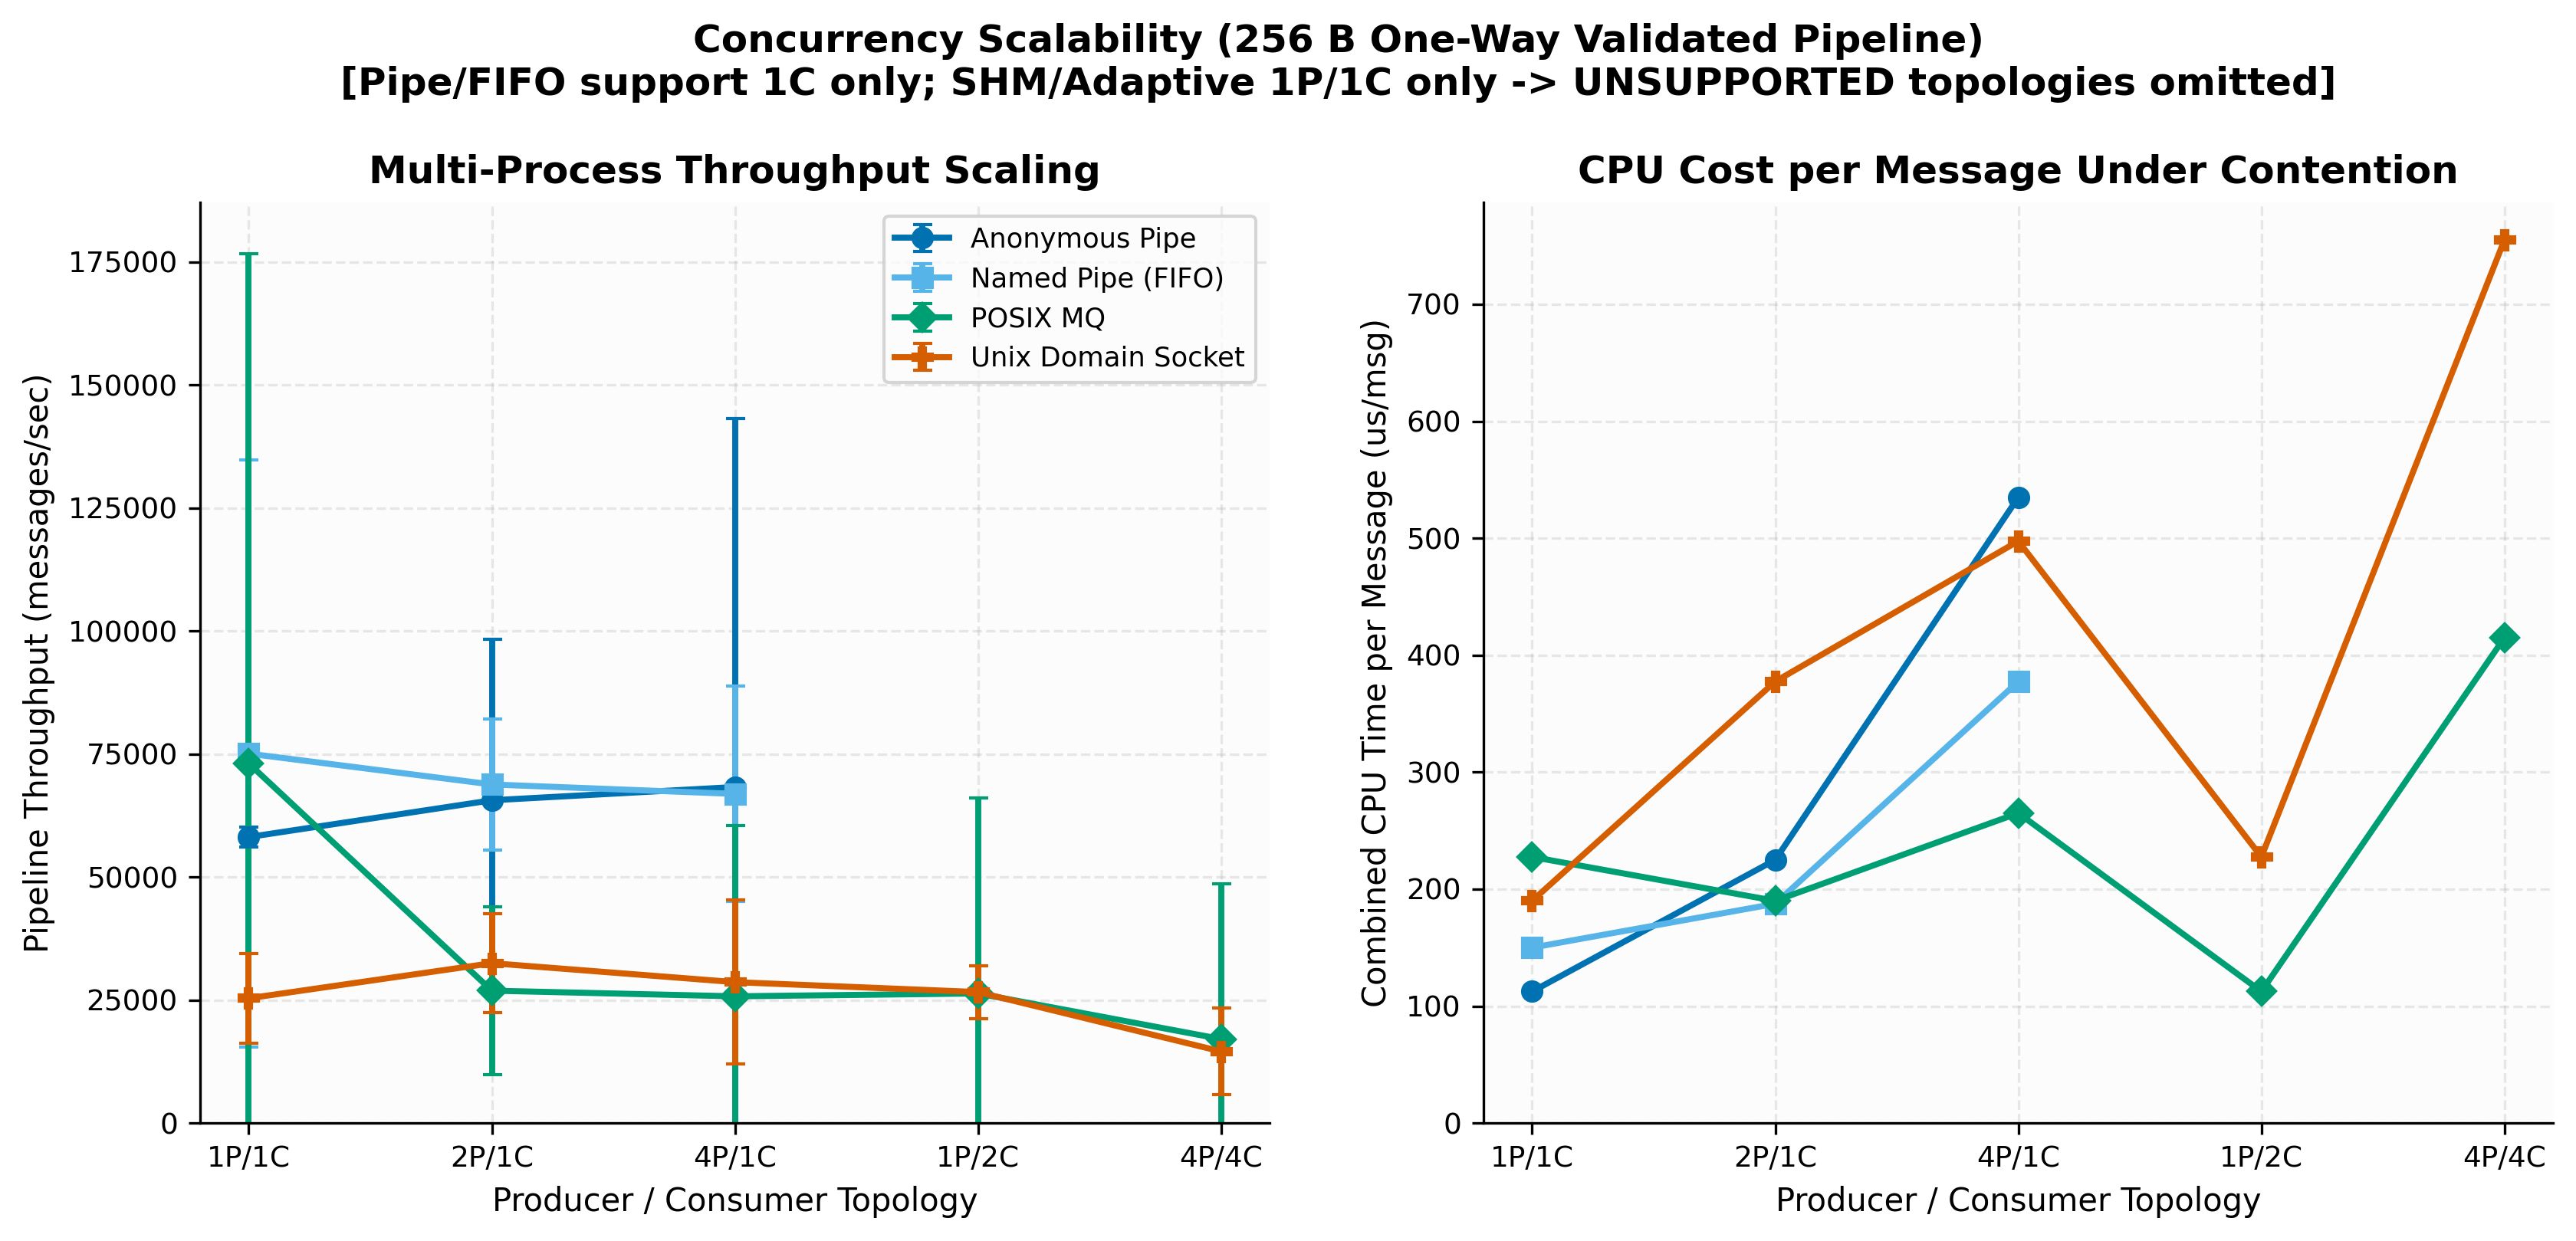 Concurrency Scalability (256 B One-Way Validated Pipeline)
[Pipe/FIFO support 1C only; SHM/Adaptive 1P/1C only -> UNSUPPORTED topologies omitted]
Multi-Process Throughput Scaling
Pipeline Throughput (messages/sec)
175000
150000
125000
100000
75000
50000
25000
0
Anonymous Pipe
Named Pipe (FIFO)
POSIX MQ
Unix Domain Socket
1P/1C
2P/1C
4P/1C
1P/2C
4P/4C
Producer / Consumer Topology
CPU Cost per Message Under Contention
Combined CPU Time per Message (us/msg)
700
600
500
400
300
200
100
0
1P/1C
2P/1C
4P/1C
1P/2C
4P/4C
Producer / Consumer Topology